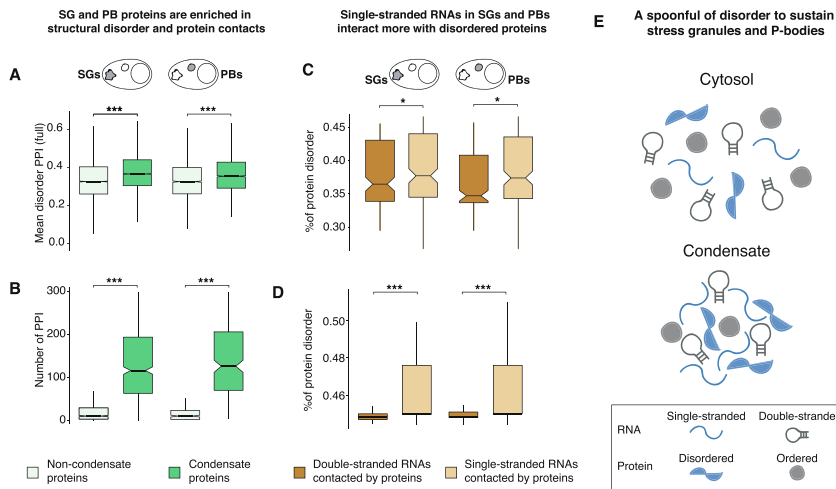 SG and PB proteins are enriched in
structural disorder and protein contacts
Single-stranded RNAs in SGs and PBs
interact more with disordered proteins
E
A spoonful of disorder to sustain
stress granules and P-bodies
A
SGs
PBs
***
***
Mean disorder PPI (full)
0.6
0.4
0.2
0.0
B
***
***
Number of PPI
300
200
100
0
C
SGs
PBs
*
*
%of protein disorder
0.45
0.40
0.35
0.30
D
***
***
%of protein disorder
0.50
0.48
0.46
Cytosol
Condensate
Single-stranded
Double-strande
RNA
Disordered
Ordered
Protein
Non-condensate
proteins
Condensate
proteins
Double-stranded RNAs
contacted by proteins
Single-stranded RNAs
contacted by proteins